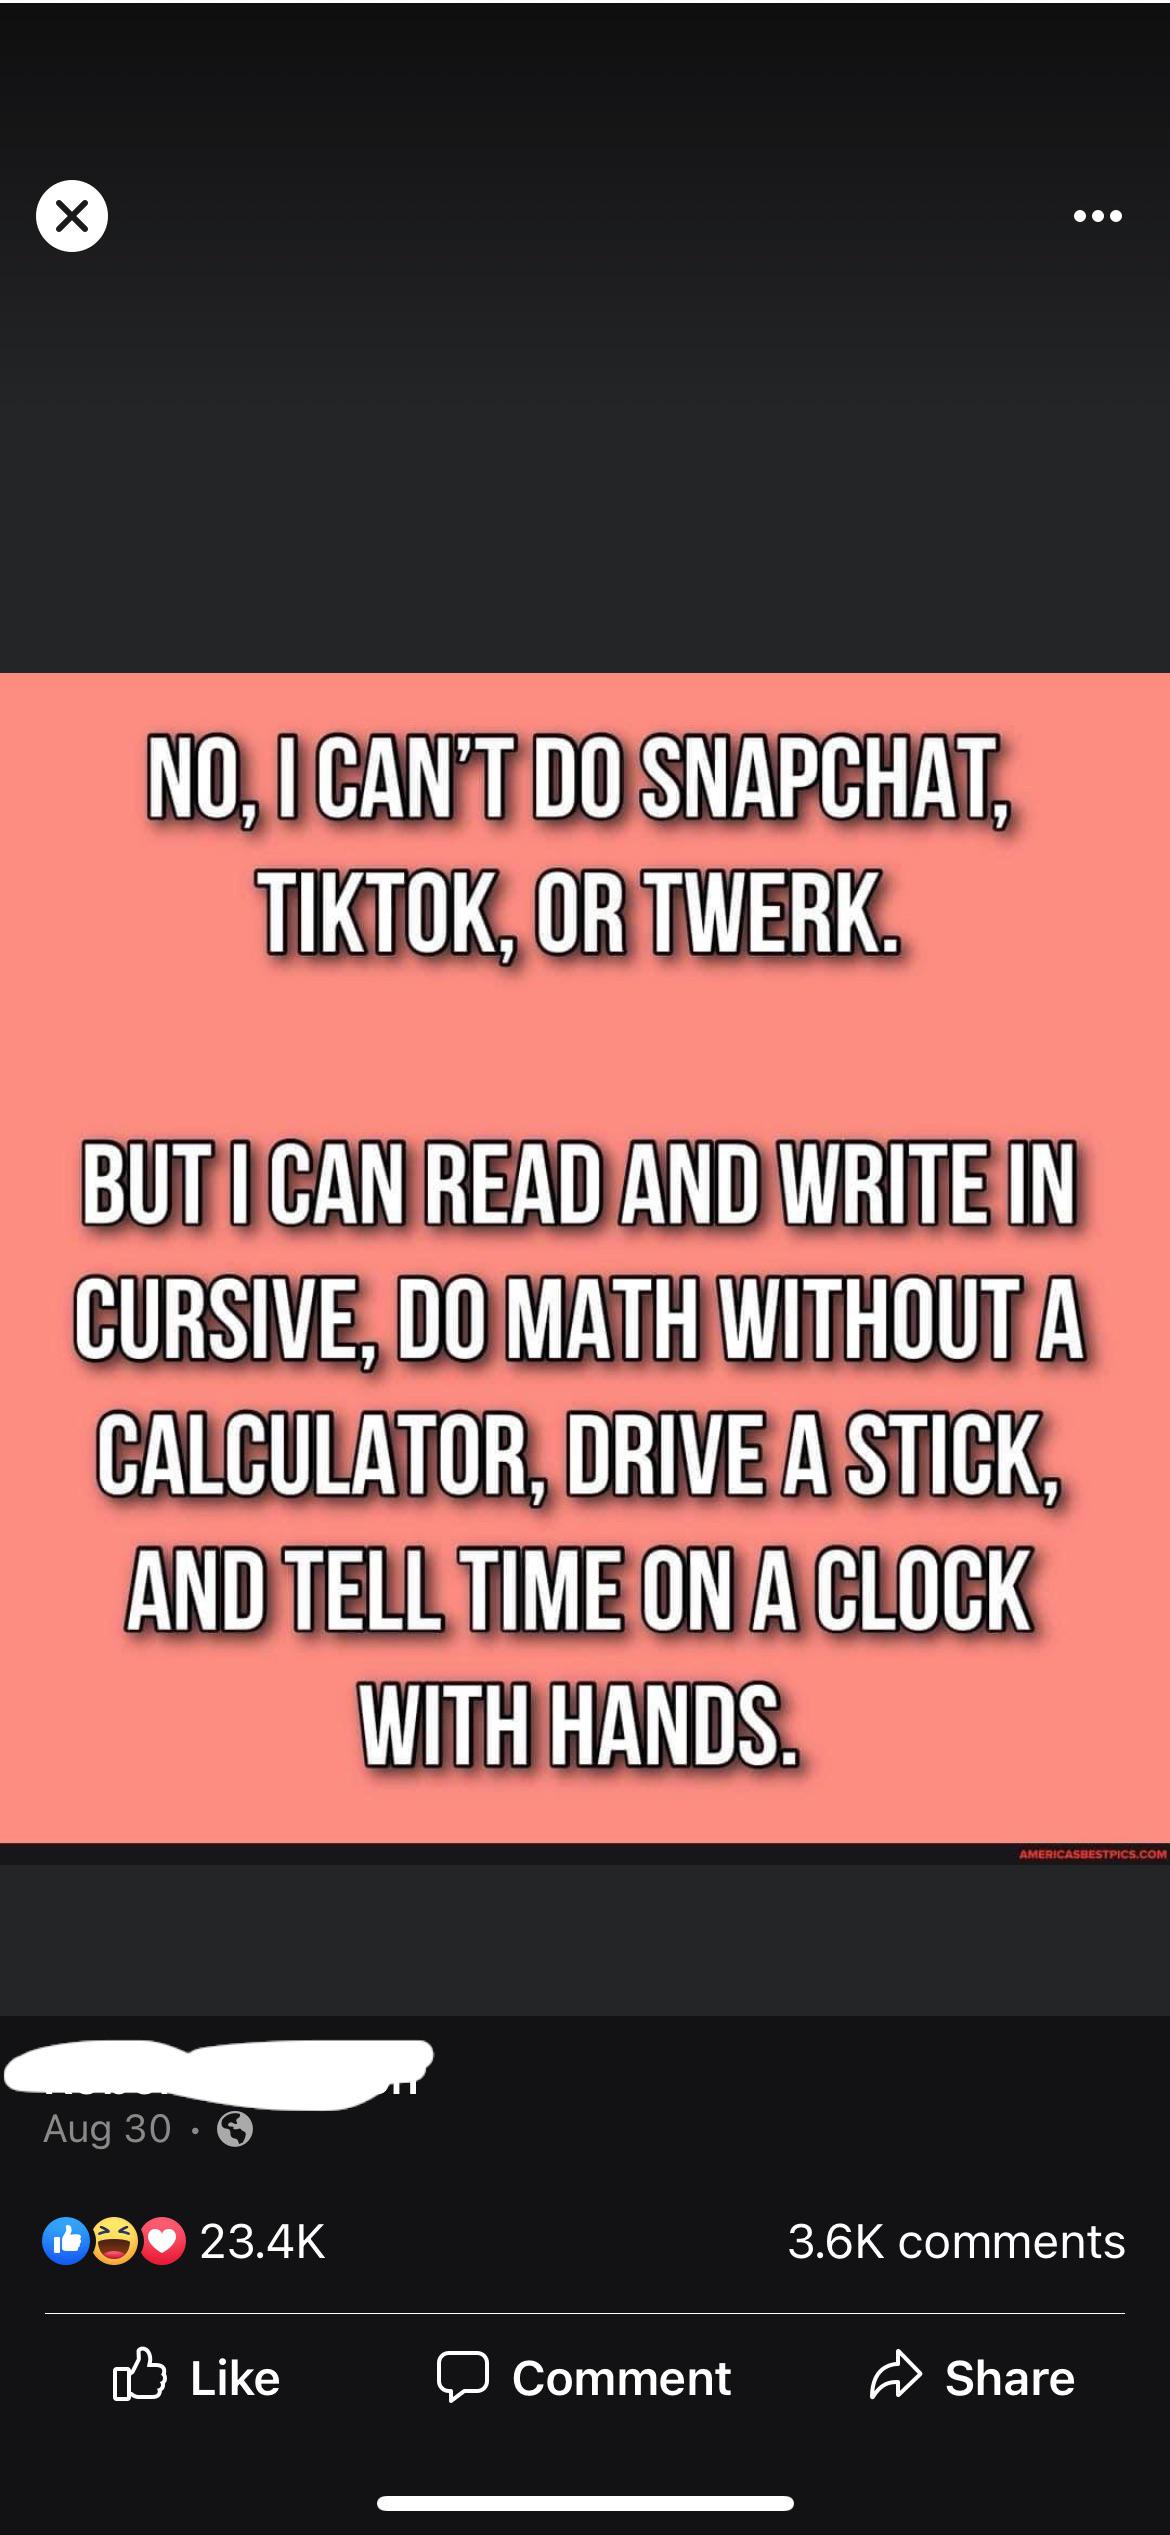 NO, I CAN'T DO SNAPCHAT,
TIKTOK, OR TWERK.
BUT I CAN READ AND WRITE IN
CURSIVE, DO MATH WITHOUT A
CALCULATOR, DRIVE A STICK,
AND TELL TIME ON A CLOCK
WITH HANDS.
AMERICASBESTPICS.COM
Aug 30 ·
23.4K 3.6K comments
Like Comment Share